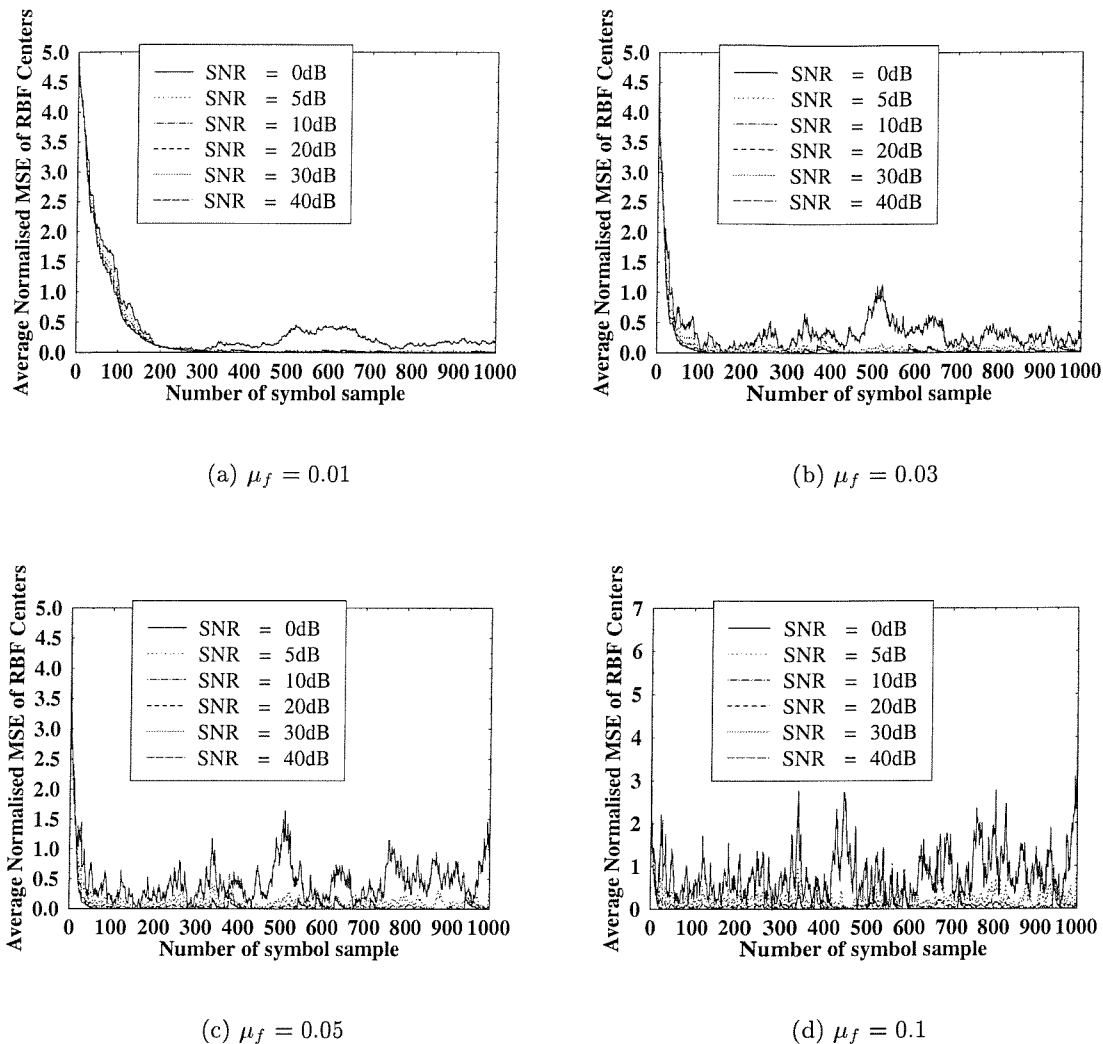 Average Normalised MSE of RBF Centers
5.0
4.5
4.0
3.5
3.0
2.5
2.0
1.5
1.0
0.5
0.0
SNR = 0dB
SNR = 5dB
SNR = 10dB
SNR = 20dB
SNR = 30dB
SNR = 40dB
0 100 200 300 400 500 600 700 800 900 1000
Number of symbol sample
(a) μf = 0.01
Average Normalised MSE of RBF Centers
5.0
4.5
4.0
3.5
3.0
2.5
2.0
1.5
1.0
0.5
0.0
SNR = 0dB
SNR = 5dB
SNR = 10dB
SNR = 20dB
SNR = 30dB
SNR = 40dB
0 100 200 300 400 500 600 700 800 900 1000
Number of symbol sample
(b) μf = 0.03
Average Normalised MSE of RBF Centers
5.0
4.5
4.0
3.5
3.0
2.5
2.0
1.5
1.0
0.5
0.0
SNR = 0dB
SNR = 5dB
SNR = 10dB
SNR = 20dB
SNR = 30dB
SNR = 40dB
0 100 200 300 400 500 600 700 800 900 1000
Number of symbol sample
(c) μf = 0.05
Average Normalised MSE of RBF Centers
7
6
5
4
3
2
1
0
SNR = 0dB
SNR = 5dB
SNR = 10dB
SNR = 20dB
SNR = 30dB
SNR = 40dB
0 100 200 300 400 500 600 700 800 900 1000
Number of symbol sample
(d) μf = 0.1